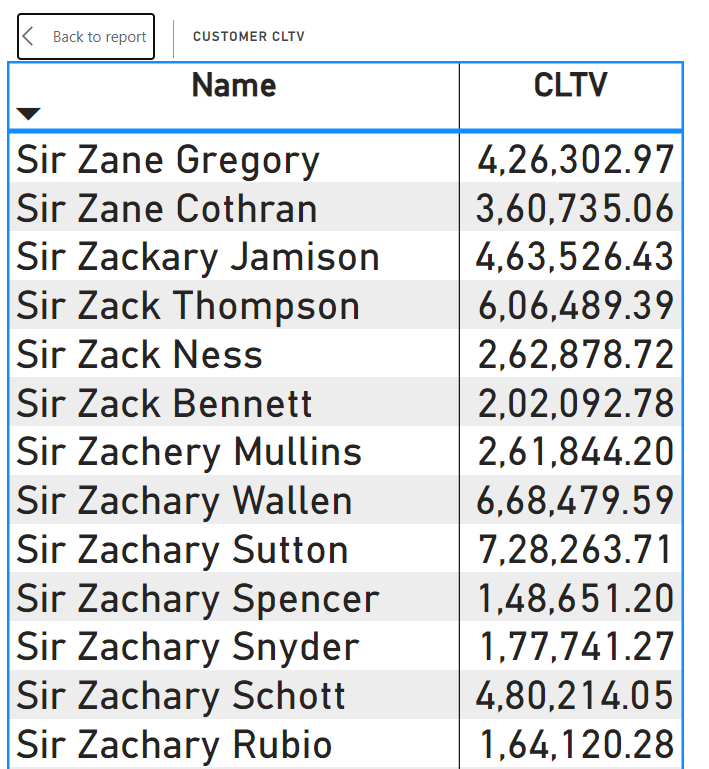 Back to report CUSTOMER CLTV
Name CLTV
Sir Zane Gregory 4,26,302.97
Sir Zane Cothran 3,60,735.06
Sir Zackary Jamison 4,63,526.43
Sir Zack Thompson 6,06,489.39
Sir Zack Ness 2,62,878.72
Sir Zack Bennett 2,02,092.78
Sir Zachery Mullins 2,61,844.20
Sir Zachary Wallen 6,68,479.59
Sir Zachary Sutton 7,28,263.71
Sir Zachary Spencer 1,48,651.20
Sir Zachary Snyder 1,77,741.27
Sir Zachary Schott 4,80,214.05
Sir Zachary Rubio 1,64,120.28